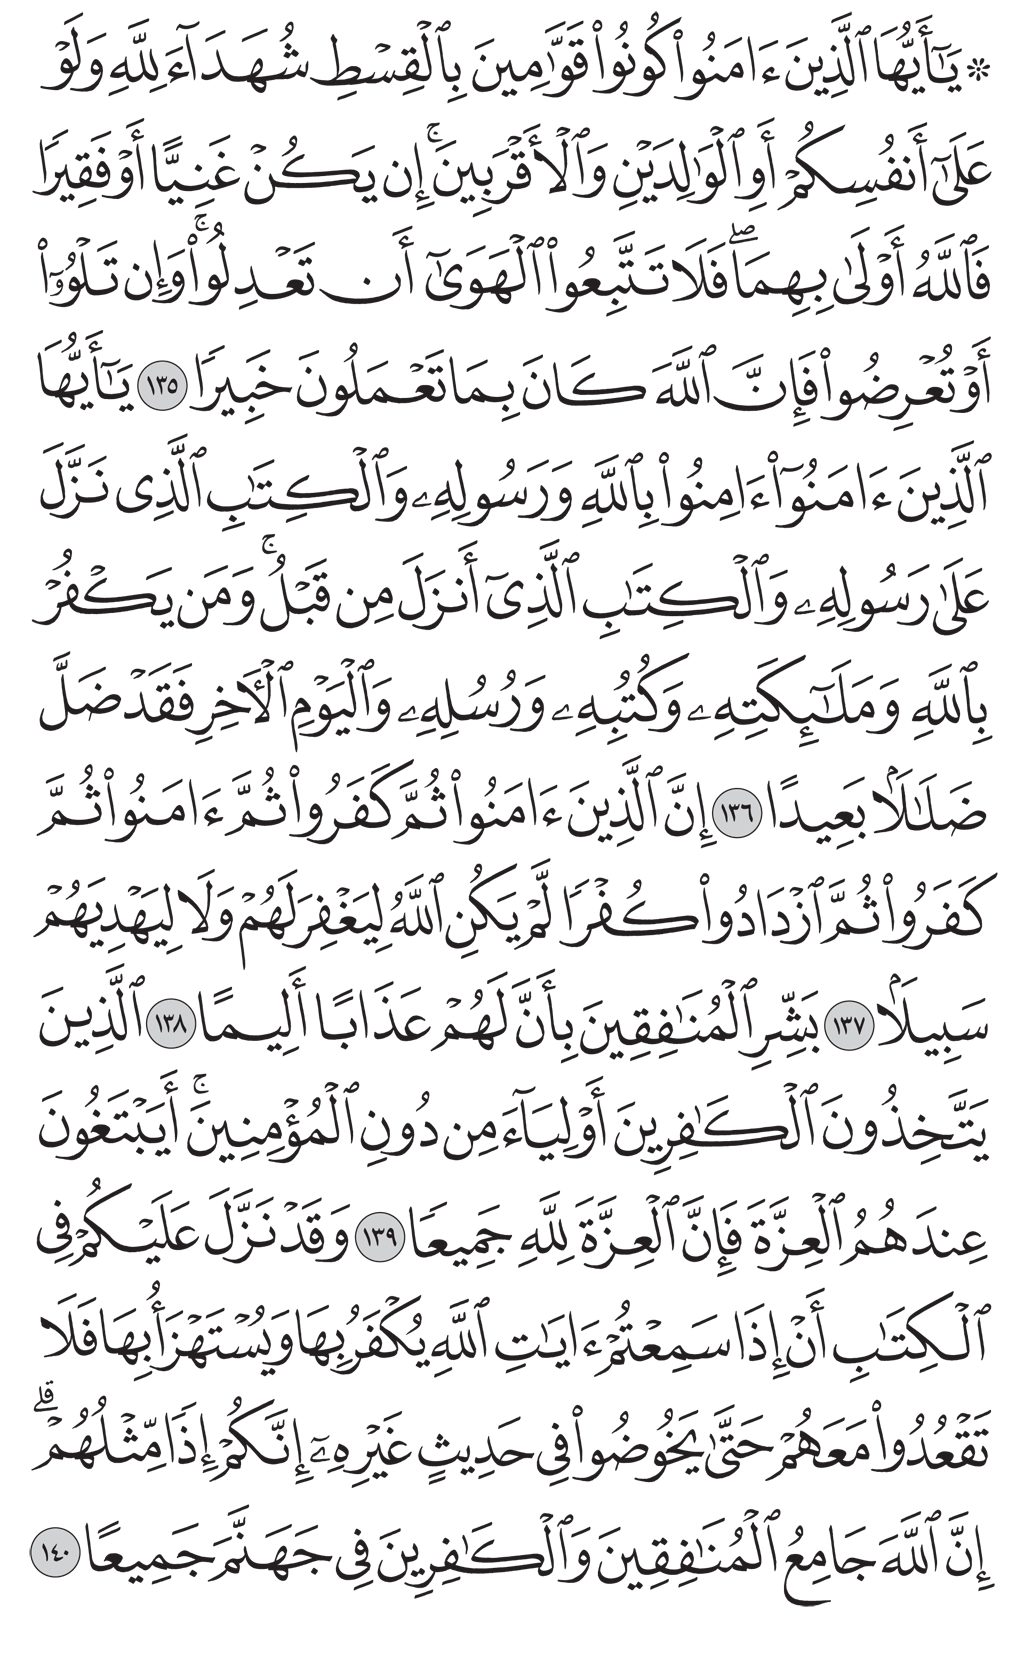 ۞ يَـٰٓأَيُّهَا ٱلَّذِينَ ءَامَنُوا۟ كُونُوا۟ قَوَّٰمِينَ بِٱلْقِسْطِ شُهَدَآءَ لِلَّهِ وَلَوْ
عَلَىٰٓ أَنفُسِكُمْ أَوِ ٱلْوَٰلِدَيْنِ وَٱلْأَقْرَبِينَ ۚ إِن يَكُنْ غَنِيًّا أَوْ فَقِيرًا
فَٱللَّهُ أَوْلَىٰ بِهِمَا ۖ فَلَا تَتَّبِعُوا۟ ٱلْهَوَىٰٓ أَن تَعْدِلُوا۟ ۚ وَإِن تَلْوُۥٓا۟
أَوْ تُعْرِضُوا۟ فَإِنَّ ٱللَّهَ كَانَ بِمَا تَعْمَلُونَ خَبِيرًا ١٣٥ يَـٰٓأَيُّهَا
ٱلَّذِينَ ءَامَنُوٓا۟ ءَامِنُوا۟ بِٱللَّهِ وَرَسُولِهِۦ وَٱلْكِتَـٰبِ ٱلَّذِى نَزَّلَ
عَلَىٰ رَسُولِهِۦ وَٱلْكِتَـٰبِ ٱلَّذِىٓ أَنزَلَ مِن قَبْلُ ۚ وَمَن يَكْفُرْ
بِٱللَّهِ وَمَلَـٰٓئِكَتِهِۦ وَكُتُبِهِۦ وَرُسُلِهِۦ وَٱلْيَوْمِ ٱلْـَٔاخِرِ فَقَدْ ضَلَّ
ضَلَـٰلًۢا بَعِيدًا ١٣٦ إِنَّ ٱلَّذِينَ ءَامَنُوا۟ ثُمَّ كَفَرُوا۟ ثُمَّ ءَامَنُوا۟ ثُمَّ
كَفَرُوا۟ ثُمَّ ٱزْدَادُوا۟ كُفْرًا لَّمْ يَكُنِ ٱللَّهُ لِيَغْفِرَ لَهُمْ وَلَا لِيَهْدِيَهُمْ
سَبِيلًۢا ١٣٧ بَشِّرِ ٱلْمُنَـٰفِقِينَ بِأَنَّ لَهُمْ عَذَابًا أَلِيمًا ١٣٨ ٱلَّذِينَ
يَتَّخِذُونَ ٱلْكَـٰفِرِينَ أَوْلِيَآءَ مِن دُونِ ٱلْمُؤْمِنِينَ ۚ أَيَبْتَغُونَ
عِندَهُمُ ٱلْعِزَّةَ فَإِنَّ ٱلْعِزَّةَ لِلَّهِ جَمِيعًا ١٣٩ وَقَدْ نَزَّلَ عَلَيْكُمْ فِى
ٱلْكِتَـٰبِ أَنْ إِذَا سَمِعْتُمْ ءَايَـٰتِ ٱللَّهِ يُكْفَرُ بِهَا وَيُسْتَهْزَأُ بِهَا فَلَا
تَقْعُدُوا۟ مَعَهُمْ حَتَّىٰ يَخُوضُوا۟ فِى حَدِيثٍ غَيْرِهِۦٓ ۚ إِنَّكُمْ إِذًا مِّثْلُهُمْ ۗ
إِنَّ ٱللَّهَ جَامِعُ ٱلْمُنَـٰفِقِينَ وَٱلْكَـٰفِرِينَ فِى جَهَنَّمَ جَمِيعًا ١٤٠